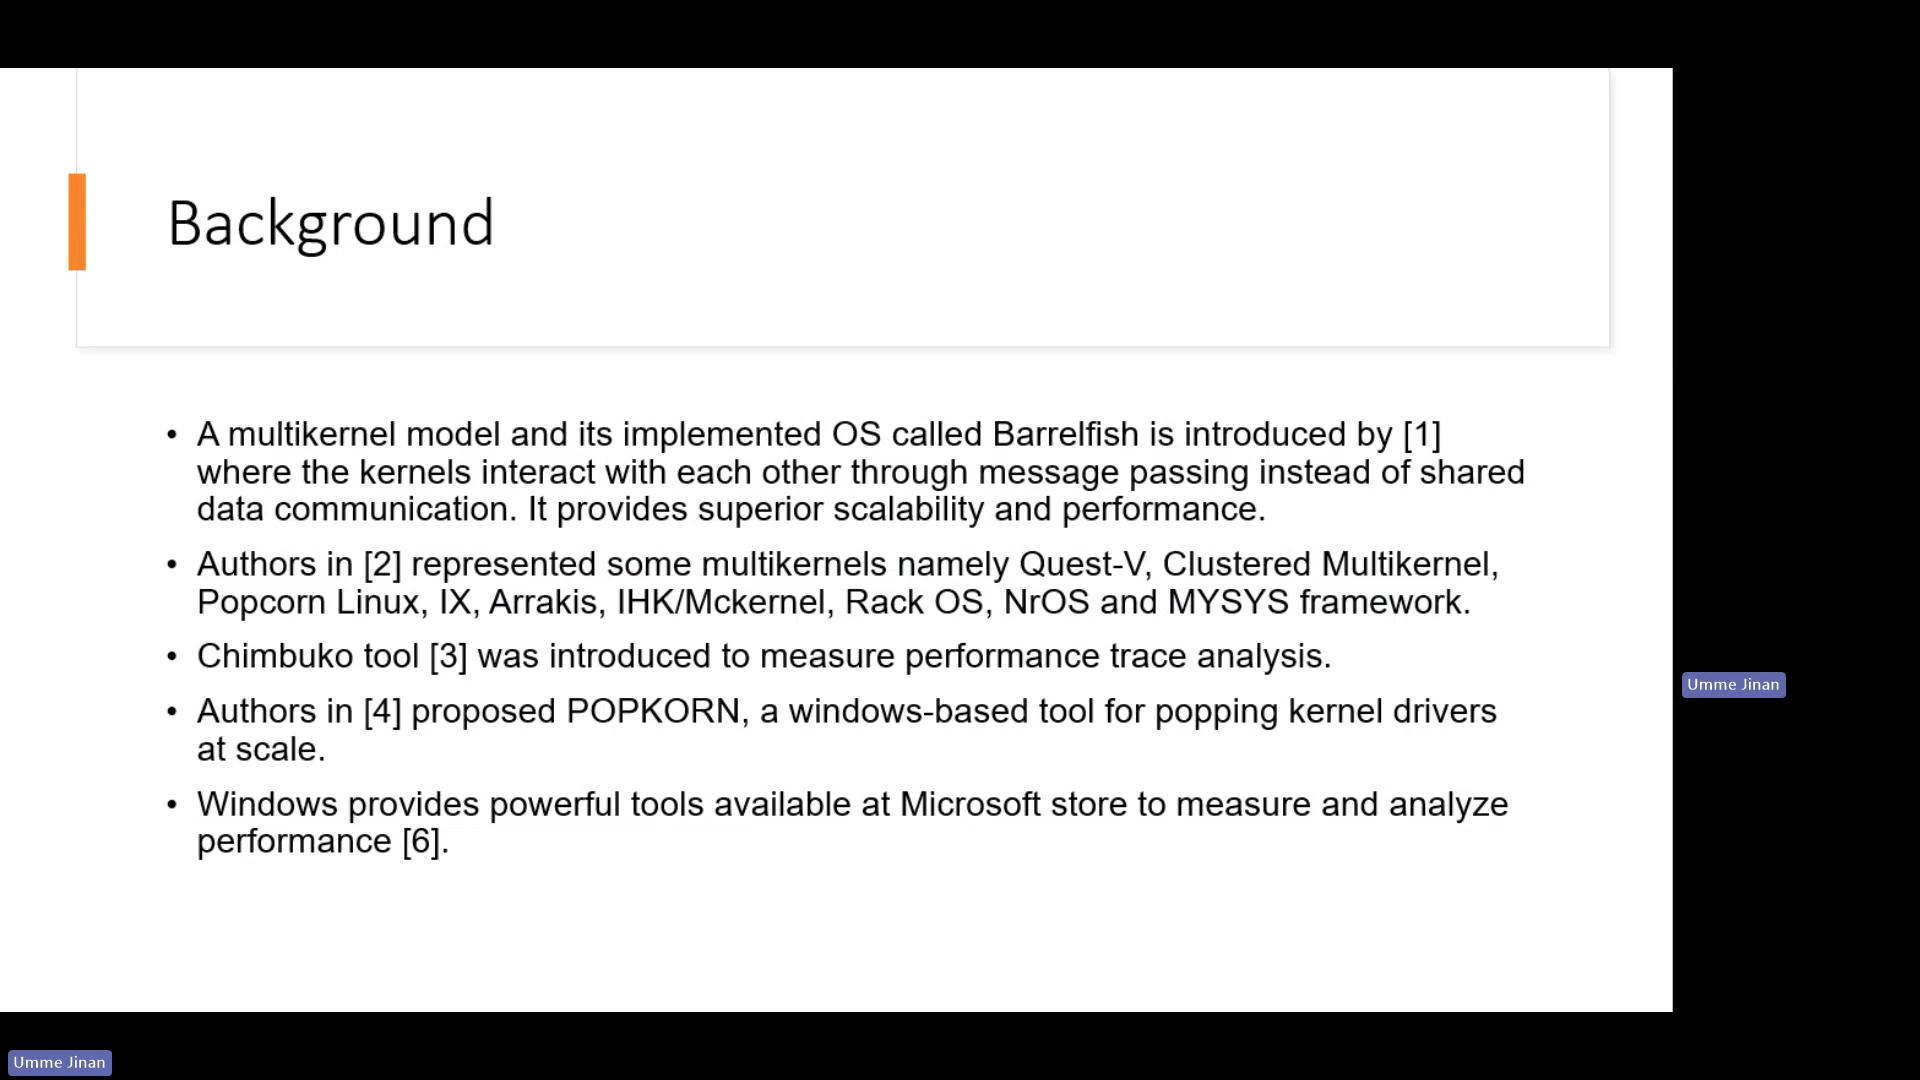 Background
• A multikernel model and its implemented OS called Barrelfish is introduced by [1]
where the kernels interact with each other through message passing instead of shared
data communication. It provides superior scalability and performance.
• Authors in [2] represented some multikernels namely Quest-V, Clustered Multikernel,
Popcorn Linux, IX, Arrakis, IHK/Mckernel, Rack OS, NrOS and MYSYS framework.
• Chimbuko tool [3] was introduced to measure performance trace analysis.
• Authors in [4] proposed POPKORN, a windows-based tool for popping kernel drivers
at scale.
• Windows provides powerful tools available at Microsoft store to measure and analyze
performance [6].
Umme Jinan
Umme Jinan